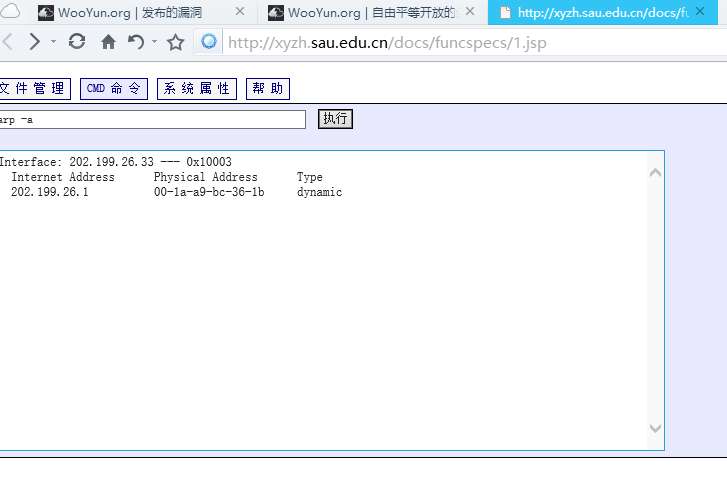 WooYun.org | 发布的漏洞
WooYun.org | 自由平等开放的
http://xyzh.sau.edu.cn/docs/fu
http://xyzh.sau.edu.cn/docs/funcspecs/1.jsp
文件管理 CMD命令 系统属性 帮助
arp -a 执行
Interface: 202.199.26.33 --- 0x10003
Internet Address Physical Address Type
202.199.26.1 00-1a-a9-bc-36-1b dynamic